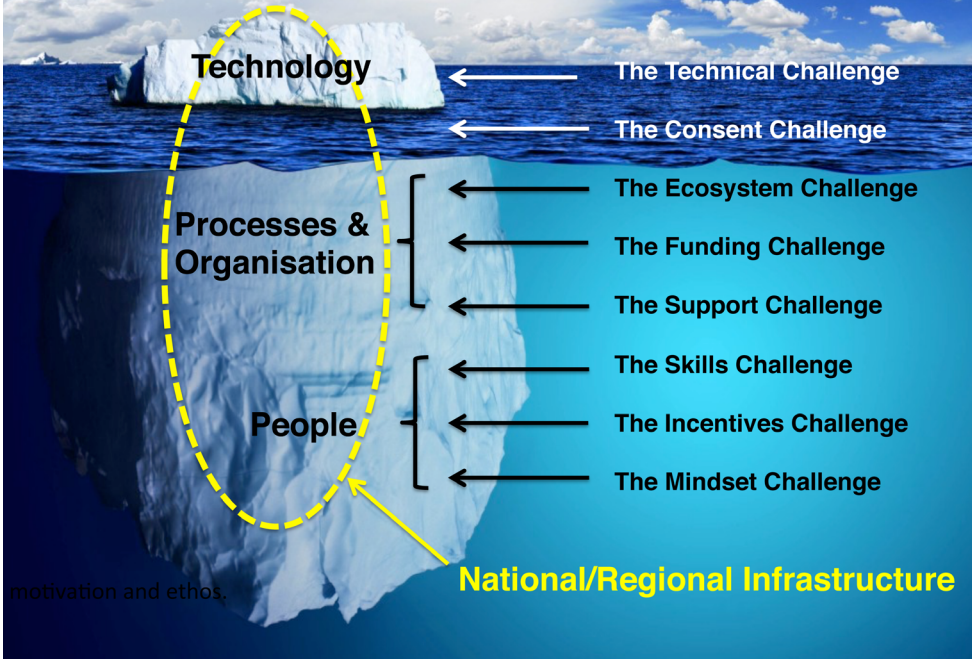 Technology
The Technical Challenge
The Consent Challenge
The Ecosystem Challenge
Processes &
Organisation
The Funding Challenge
The Support Challenge
The Skills Challenge
People
The Incentives Challenge
The Mindset Challenge
National/Regional Infrastructure
motivation and ethos.